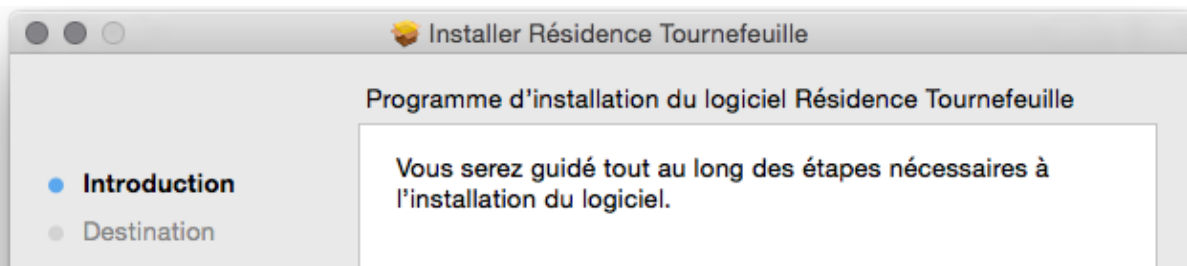 Installer Résidence Tournefeuille
Programme d’installation du logiciel Résidence Tournefeuille
Introduction
Destination
Vous serez guidé tout au long des étapes nécessaires à
l’installation du logiciel.